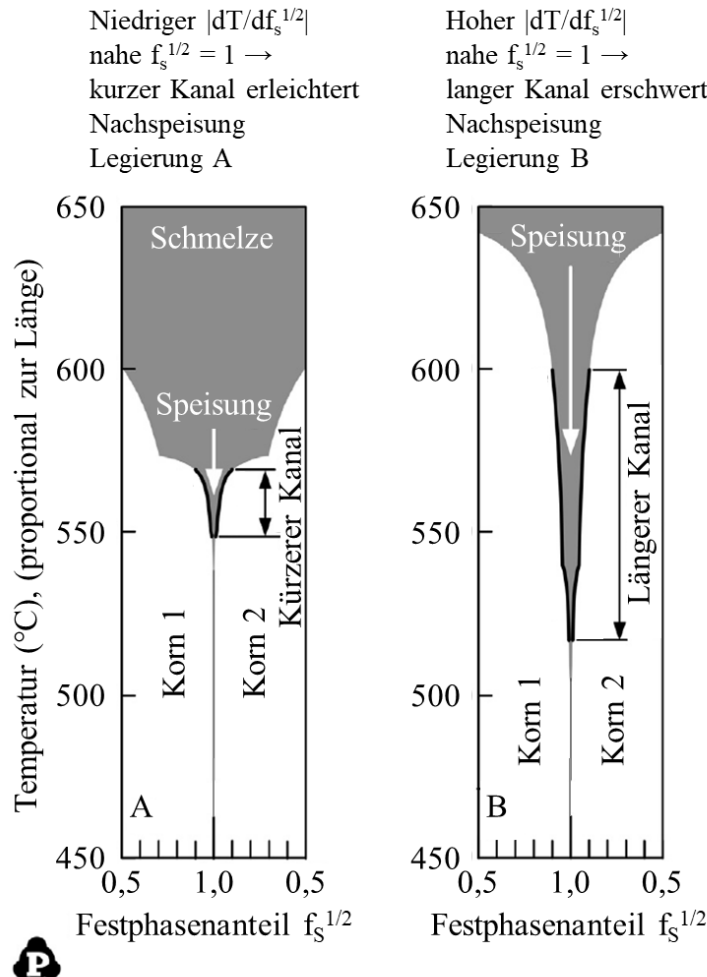 Niedriger |dT/df_s^1/2|
nahe f_s^1/2 = 1 →
kurzer Kanal erleichtert
Nachspeisung
Legierung A
Hoher |dT/df_s^1/2|
nahe f_s^1/2 = 1 →
langer Kanal erschwert
Nachspeisung
Legierung B
Temperatur (°C), (proportional zur Länge)
650
600
550
500
450
Schmelze
Speisung
Kürzerer Kanal
Korn 1
Korn 2
A
0,5
1,0
0,5
Festphasenanteil f_S^1/2
650
600
550
500
450
Speisung
Längerer Kanal
Korn 1
Korn 2
B
0,5
1,0
0,5
Festphasenanteil f_S^1/2
P